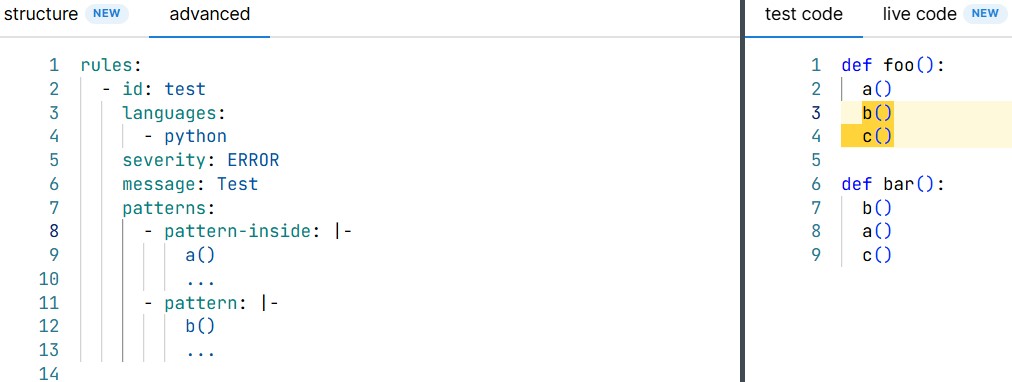 structure NEW advanced
1 rules:
2 - id: test
3 languages:
4 - python
5 severity: ERROR
6 message: Test
7 patterns:
8 - pattern-inside: |-
9 a()
10 ...
11 - pattern: |-
12 b()
13 ...
14
test code live code NEW
1 def foo():
2 a()
3 b()
4 c()
5
6 def bar():
7 b()
8 a()
9 c()